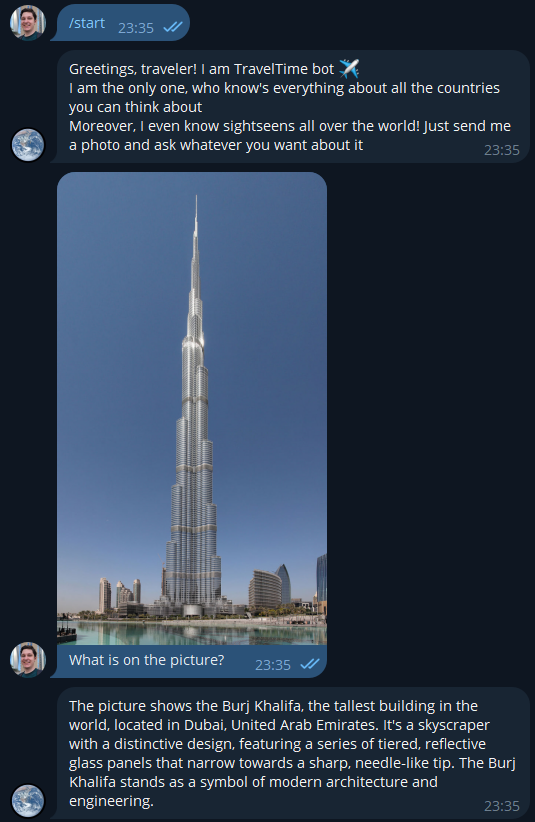 /start 23:35
Greetings, traveler! I am TravelTime bot ✈️
I am the only one, who know's everything about all the countries
you can think about
Moreover, I even know sightseens all over the world! Just send me
a photo and ask whatever you want about it
23:35
What is on the picture? 23:35
The picture shows the Burj Khalifa, the tallest building in the
world, located in Dubai, United Arab Emirates. It's a skyscraper
with a distinctive design, featuring a series of tiered, reflective
glass panels that narrow towards a sharp, needle-like tip. The Burj
Khalifa stands as a symbol of modern architecture and
engineering.
23:35